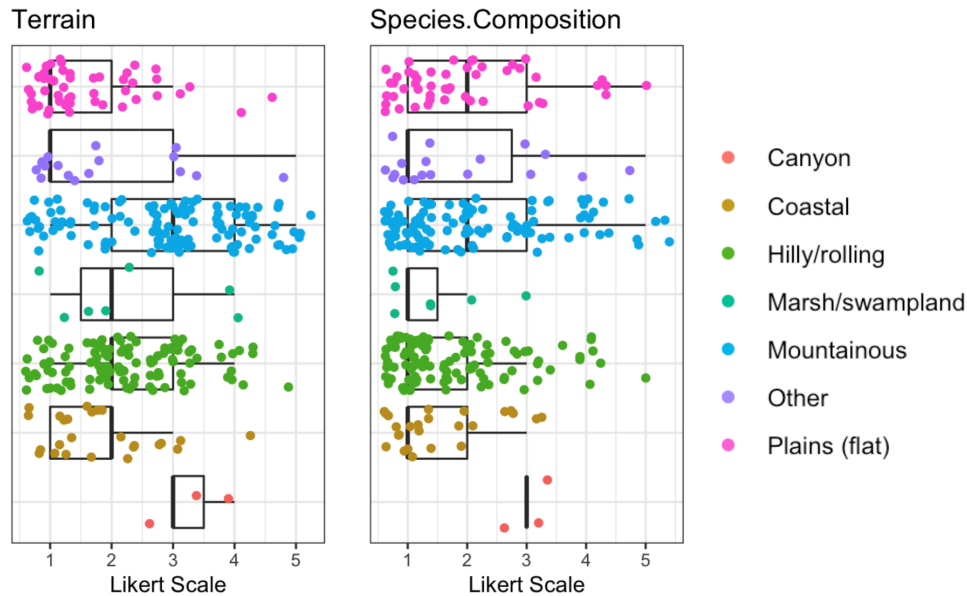 Terrain
Species.Composition
1 2 3 4 5
Likert Scale
1 2 3 4 5
Likert Scale
Canyon
Coastal
Hilly/rolling
Marsh/swampland
Mountainous
Other
Plains (flat)